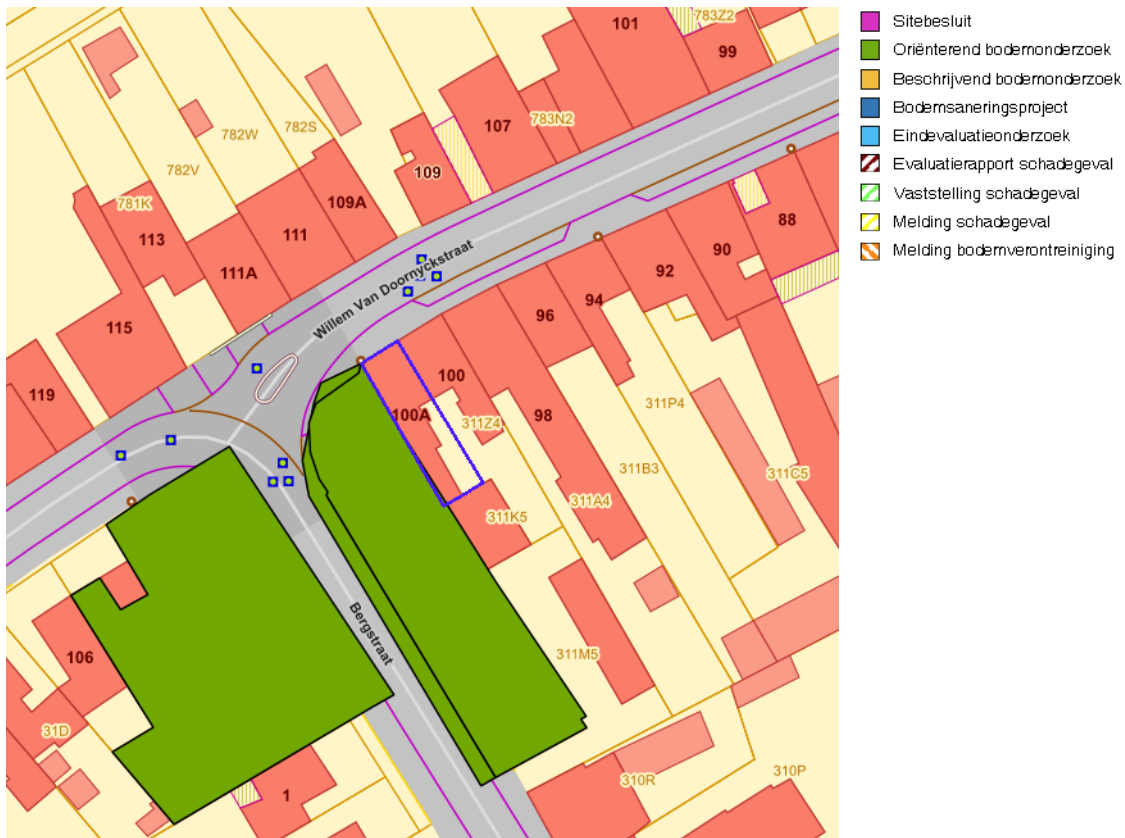 783Z2
101
99
Sitebesluit
Oriënterend bodemonderzoek
Beschrijvend bodemonderzoek
Bodemsaneringsproject
Eindevaluatieonderzoek
Evaluatierapport schadegeval
Vaststelling schadegeval
Melding schadegeval
Melding bodemverontreiniging
782W
782S
107
783N2
782V
109
781K
109A
113
111
111A
88
90
92
Willem Van Doornyckstraat
94
96
115
119
100
100A
311Z4
98
311P4
311B3
311C5
311A4
311K5
Bergstraat
106
311M5
31D
310R
310P
1